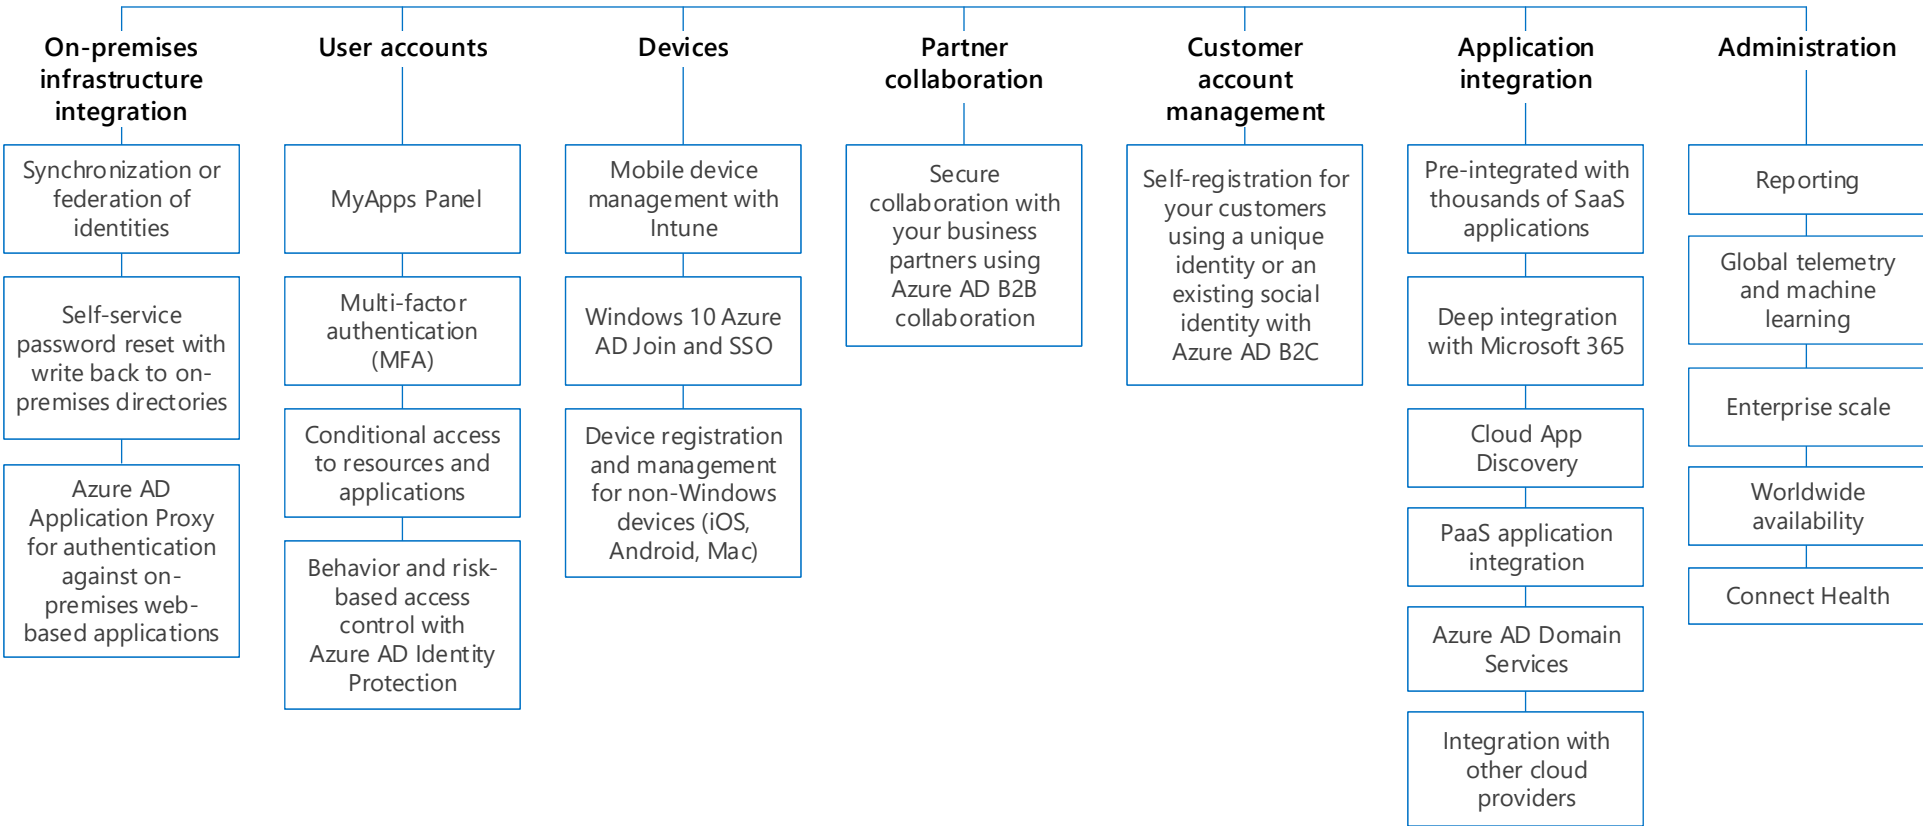 On-premises
infrastructure
integration
Synchronization or
federation of
identities
Self-service
password reset with
write back to on-
premises directories
Azure AD
Application Proxy
for authentication
against on-
premises web-
based applications
User accounts
MyApps Panel
Multi-factor
authentication
(MFA)
Conditional access
to resources and
applications
Behavior and risk-
based access
control with
Azure AD Identity
Protection
Devices
Mobile device
management with
Intune
Windows 10 Azure
AD Join and SSO
Device registration
and management
for non-Windows
devices (iOS,
Android, Mac)
Partner
collaboration
Secure
collaboration with
your business
partners using
Azure AD B2B
collaboration
Customer
account
management
Self-registration for
your customers
using a unique
identity or an
existing social
identity with
Azure AD B2C
Application
integration
Pre-integrated with
thousands of SaaS
applications
Deep integration
with Microsoft 365
Cloud App
Discovery
PaaS application
integration
Azure AD Domain
Services
Integration with
other cloud
providers
Administration
Reporting
Global telemetry
and machine
learning
Enterprise scale
Worldwide
availability
Connect Health